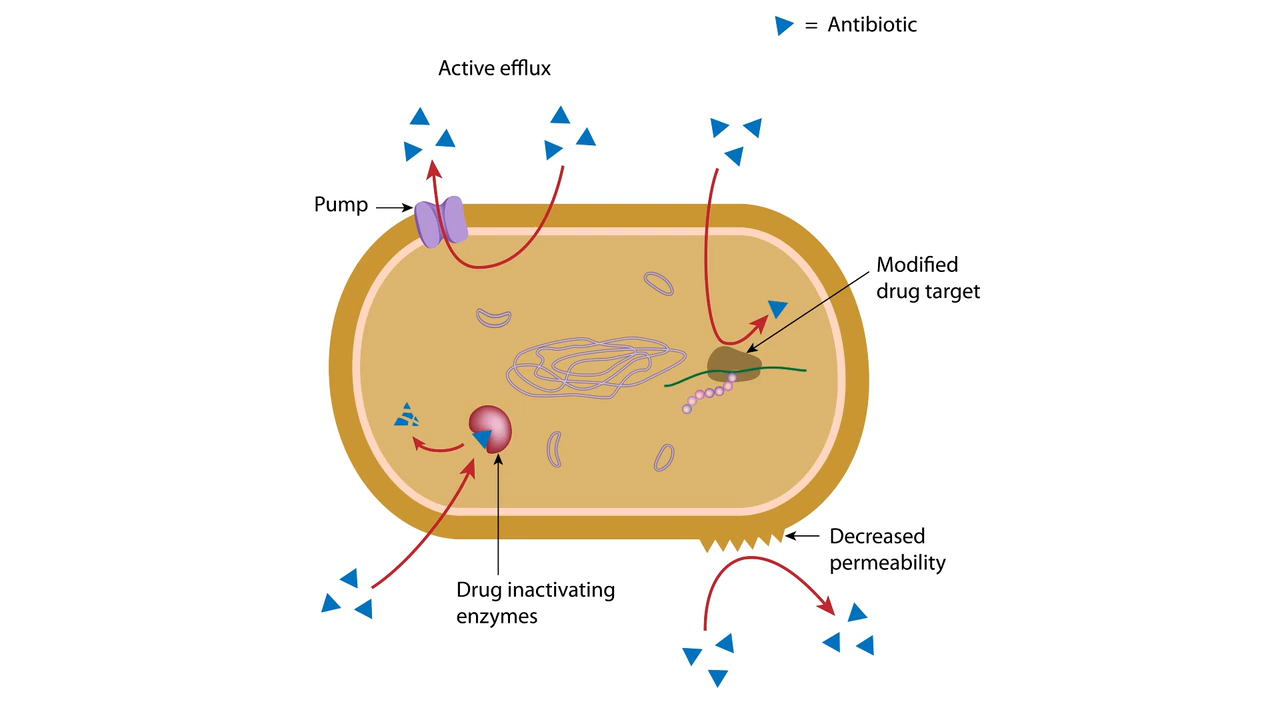 = Antibiotic
Active efflux
Pump
Modified
drug target
Decreased
permeability
Drug inactivating
enzymes